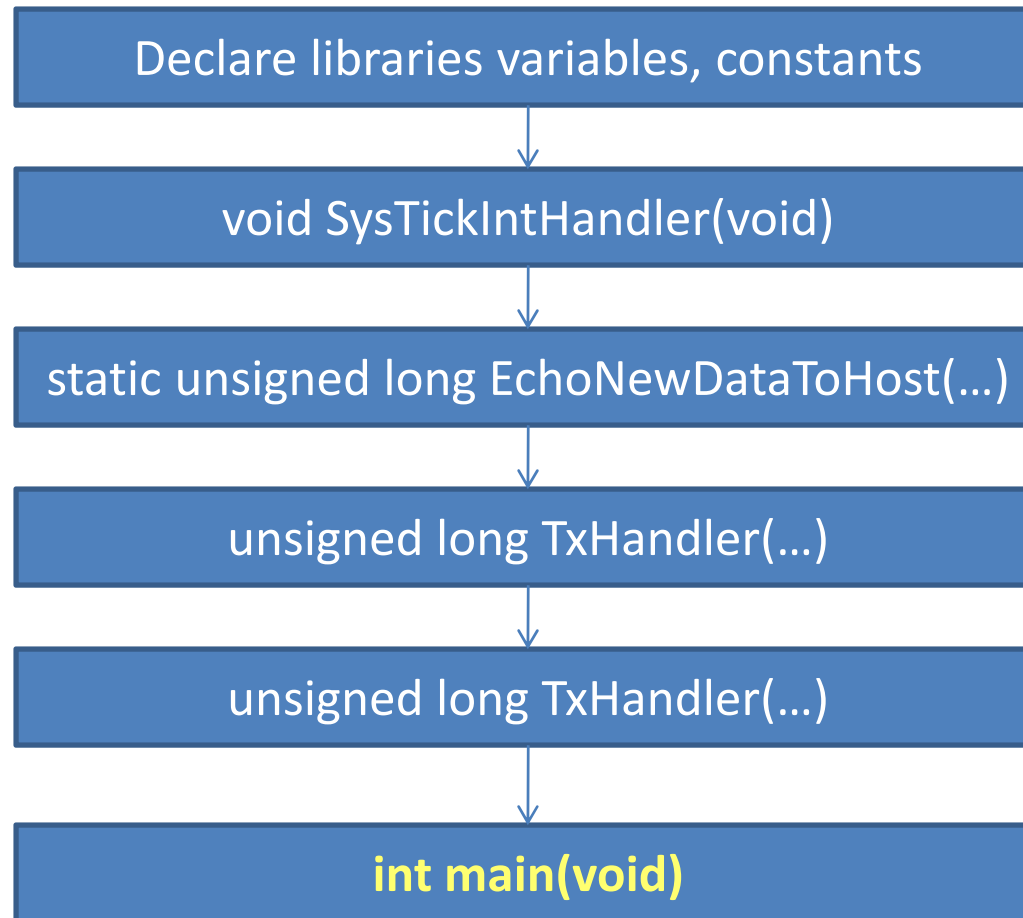 Declare libraries variables, constants
void SysTickIntHandler(void)
static unsigned long EchoNewDataToHost(…)
unsigned long TxHandler(…)
unsigned long TxHandler(…)
int main(void)